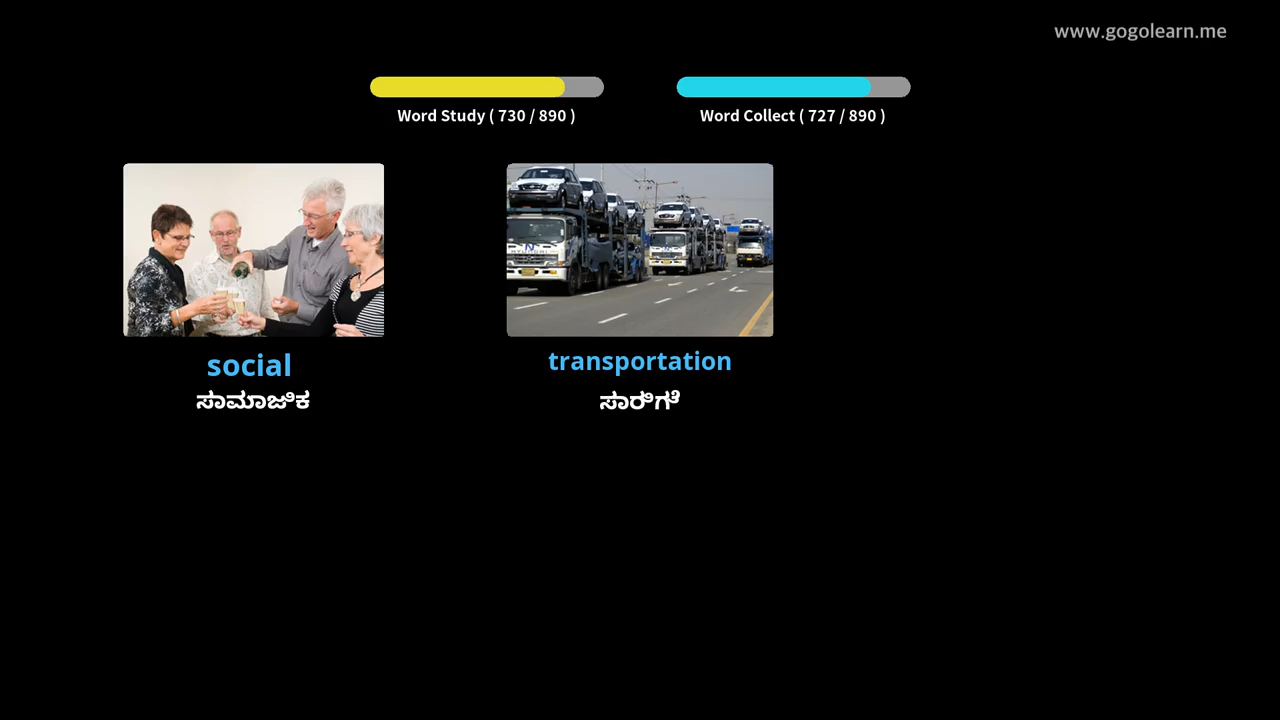 www.gogolearn.me
Word Study ( 730 / 890 )
Word Collect ( 727 / 890 )
social
transportation
ಸಾಮಾಜಿಕ
ಸಾರಿಗೆ